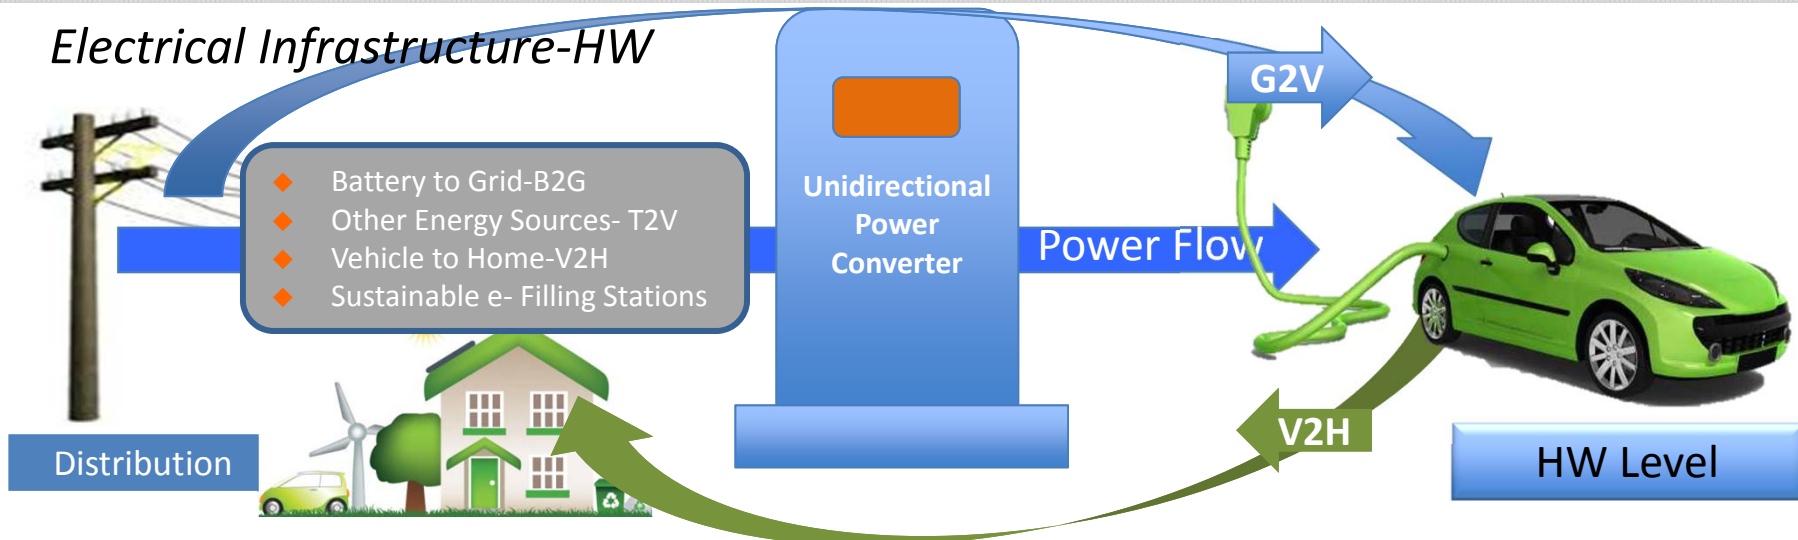 Electrical Infrastructure-HW
G2V
Battery to Grid-B2G
Other Energy Sources- T2V
Vehicle to Home-V2H
Sustainable e- Filling Stations
Unidirectional
Power
Converter
Power Flow
V2H
Distribution
HW Level